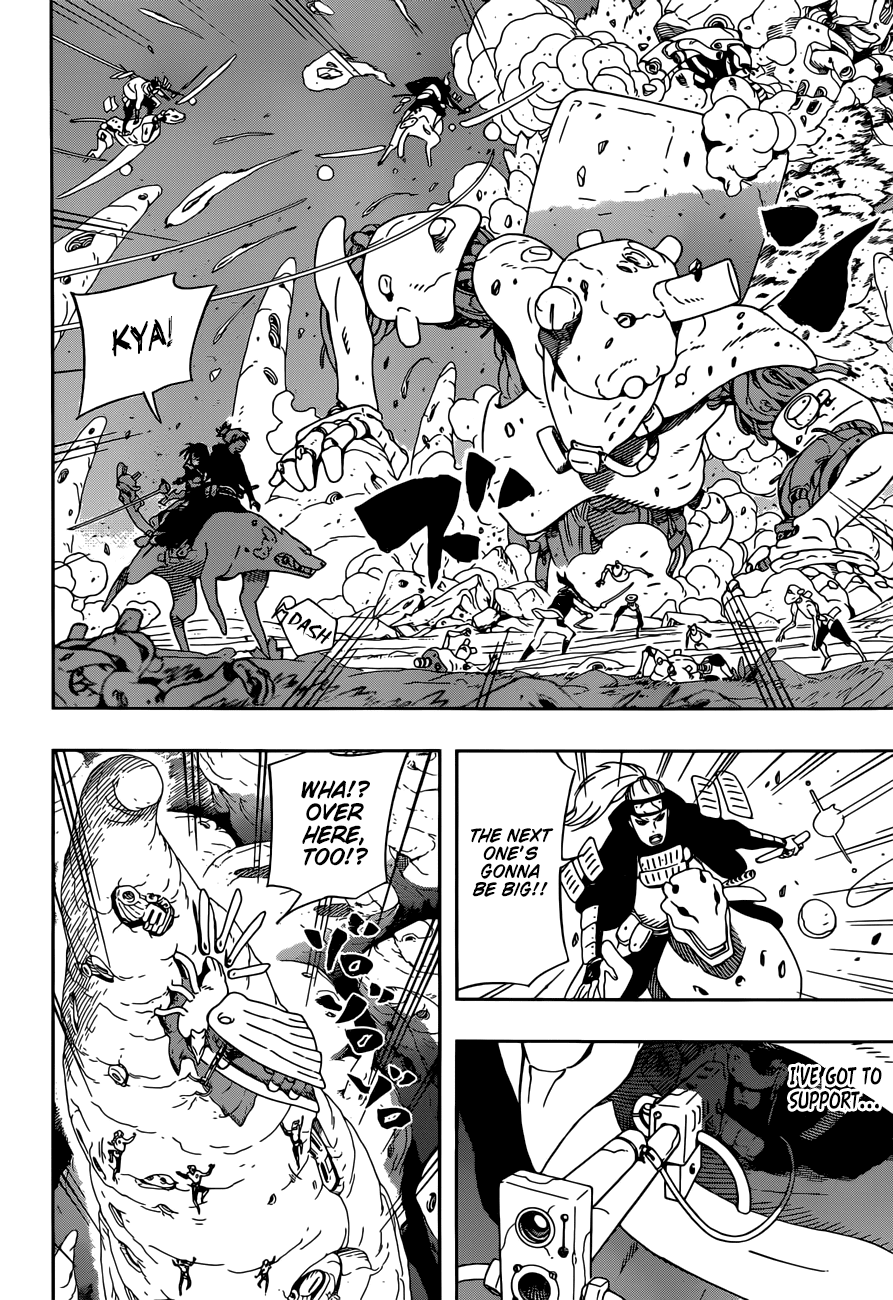 KYA!
DASH
THE NEXT
ONE'S
GONNA
BE BIG!!
I'VE GOT TO
SUPPORT...
WHA!?
OVER
HERE,
TOO!?